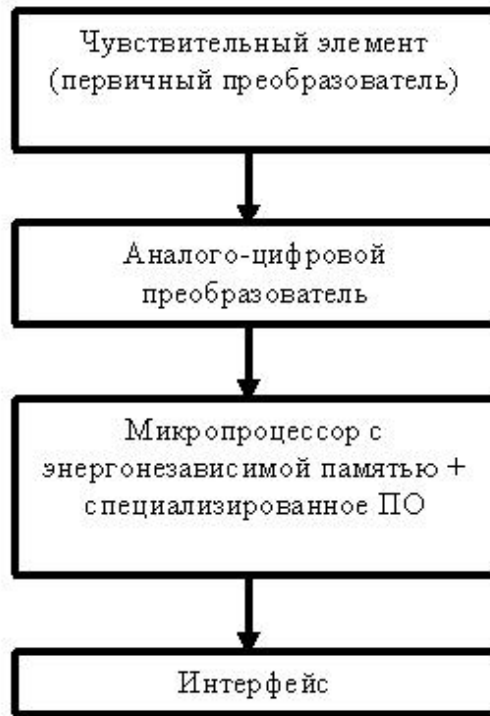 Чувствительный элемент
(первичный преобразователь)
Аналого-цифровой
преобразователь
Микропроцессор с
энергонезависимой памятью +
специализированное ПО
Интерфейс